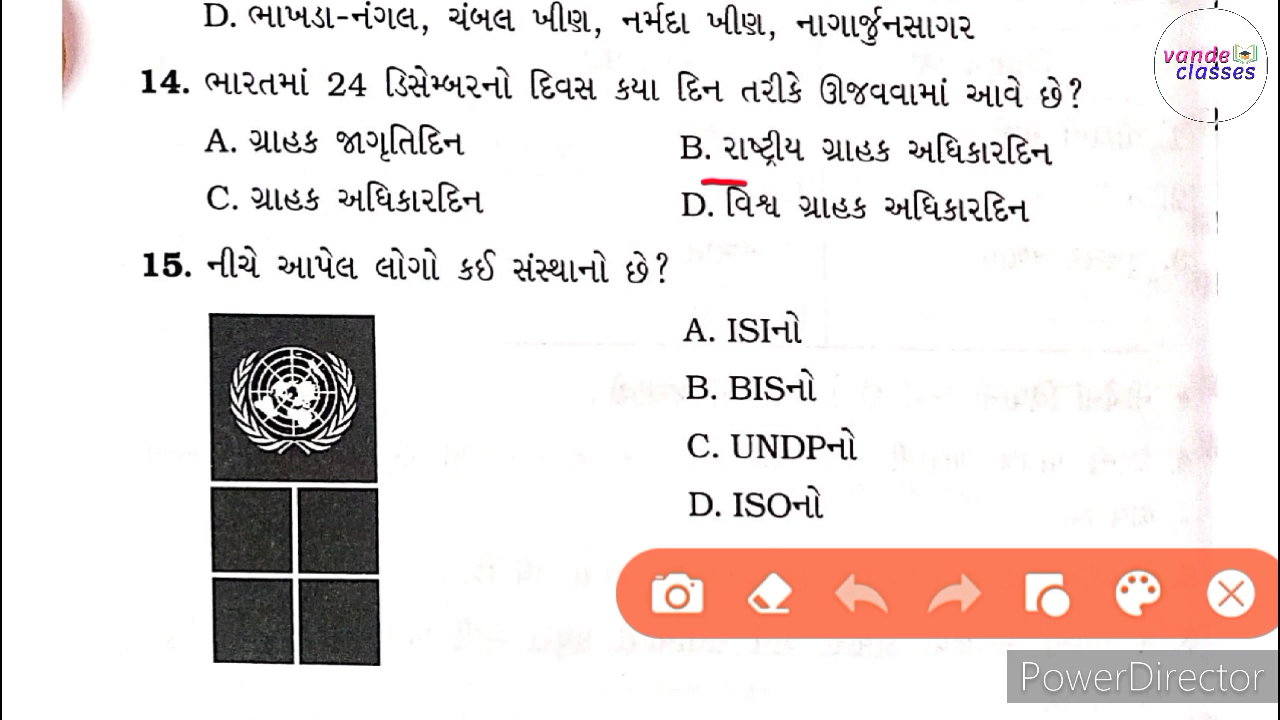 D. ભાખડા-નંગલ, ચંબલ ખીણ, નર્મદા ખીણ, નાગાર્જુનસાગર
vande
classes
14. ભારતમાં 24 ડિસેમ્બરનો દિવસ કયા દિન તરીકે ઊજવવામાં આવે છે?
A. ગ્રાહક જાગૃતિદિન B. રાષ્ટ્રીય ગ્રાહક અધિકારદિન
C. ગ્રાહક અધિકારદિન D. વિશ્વ ગ્રાહક અધિકારદિન
15. નીચે આપેલ લોગો કઈ સંસ્થાનો છે?
A. ISIનો
B. BISનો
C. UNDPનો
D. ISOનો
PowerDirector